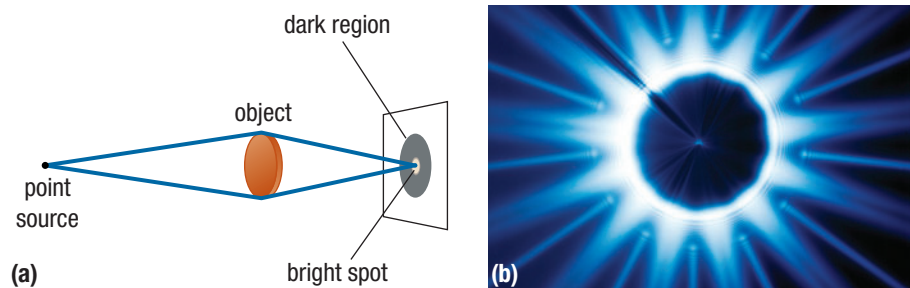 dark region
object
point
source
bright spot
(a)
(b)